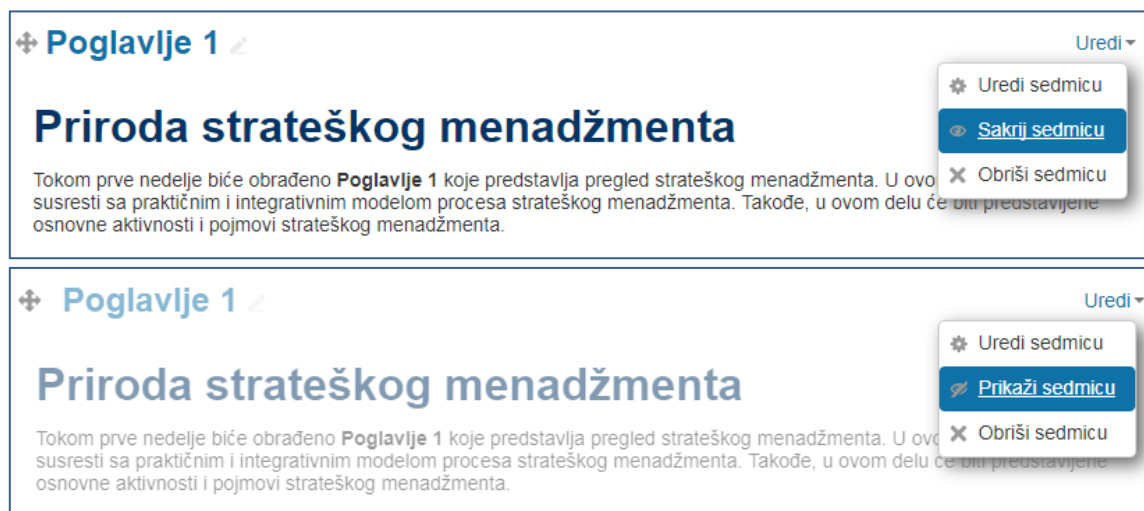 Poglavlje 1
Uredi
Uredi sedmicu
Sakrij sedmicu
Obriši sedmicu
Priroda strateškog menadžmenta
Tokom prve nedelje biće obrađeno Poglavlje 1 koje predstavlja pregled strateškog menadžmenta. U ovo
susresti sa praktičnim i integrativnim modelom procesa strateškog menadžmenta. Takođe, u ovom delu će biti predstavljene
osnovne aktivnosti i pojmovi strateškog menadžmenta.
Poglavlje 1
Uredi
Uredi sedmicu
Prikaži sedmicu
Obriši sedmicu
Priroda strateškog menadžmenta
Tokom prve nedelje biće obrađeno Poglavlje 1 koje predstavlja pregled strateškog menadžmenta. U ovo
susresti sa praktičnim i integrativnim modelom procesa strateškog menadžmenta. Takođe, u ovom delu će biti predstavljene
osnovne aktivnosti i pojmovi strateškog menadžmenta.